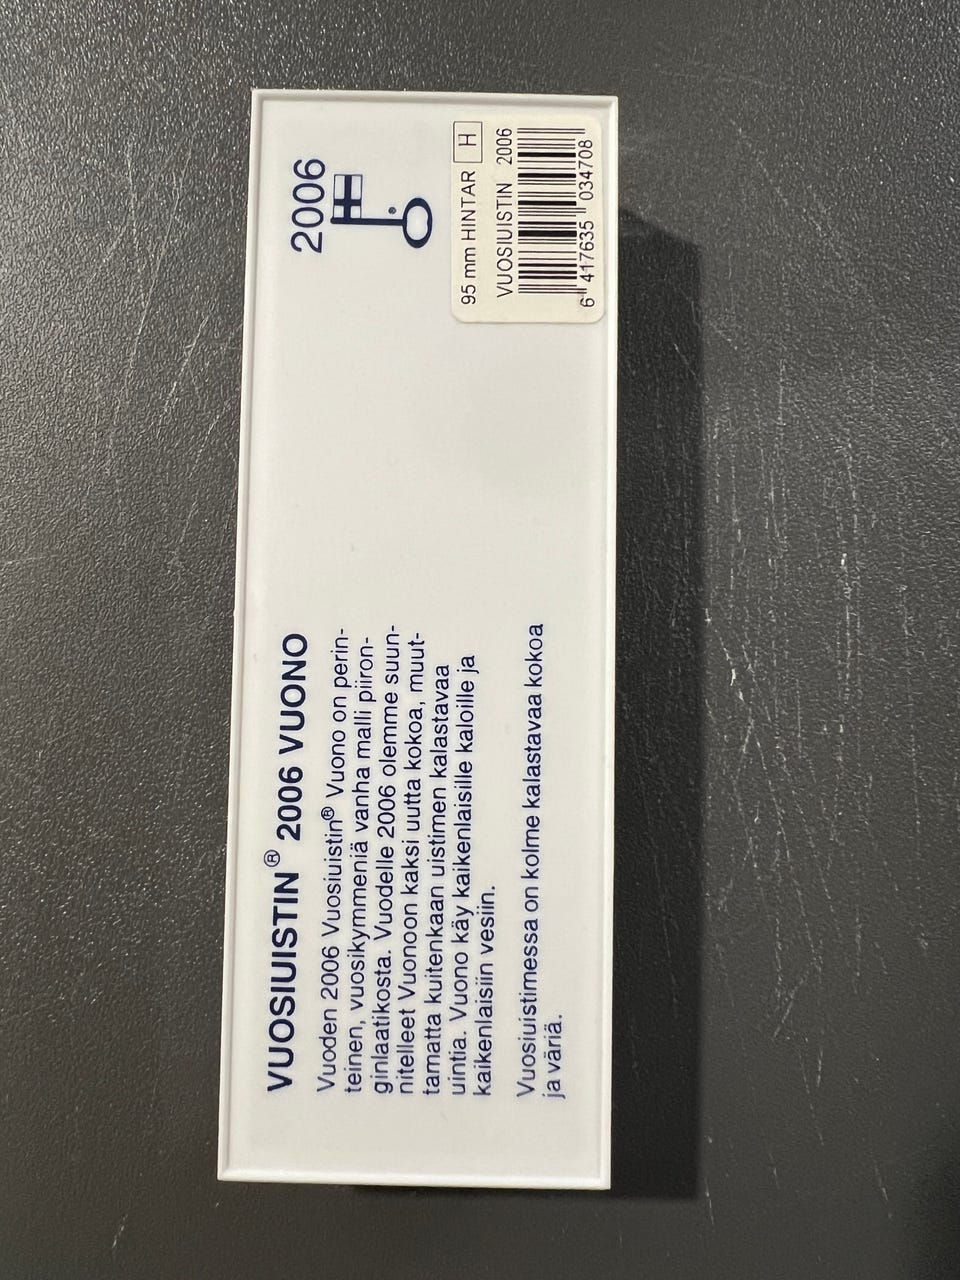 VUOSIUISTIN® 2006 VUONO
Vuoden 2006 Vuosiuistin® Vuono on perin-
teinen, vuosikymmeniä vanha malli piiron-
ginlaatikosta. Vuodelle 2006 olemme suun-
nitelleet Vuonoon kaksi uutta kokoa, muut-
tamatta kuitenkaan uistimen kalastavaa
uintia. Vuono käy kaikenlaisille kaloille ja
kaikenlaisiin vesiin.
Vuosiuistimessa on kolme kalastavaa kokoa
ja väriä.
2006
95 mm HINTAR H
VUOSIUISTIN 2006
6 417635 034708